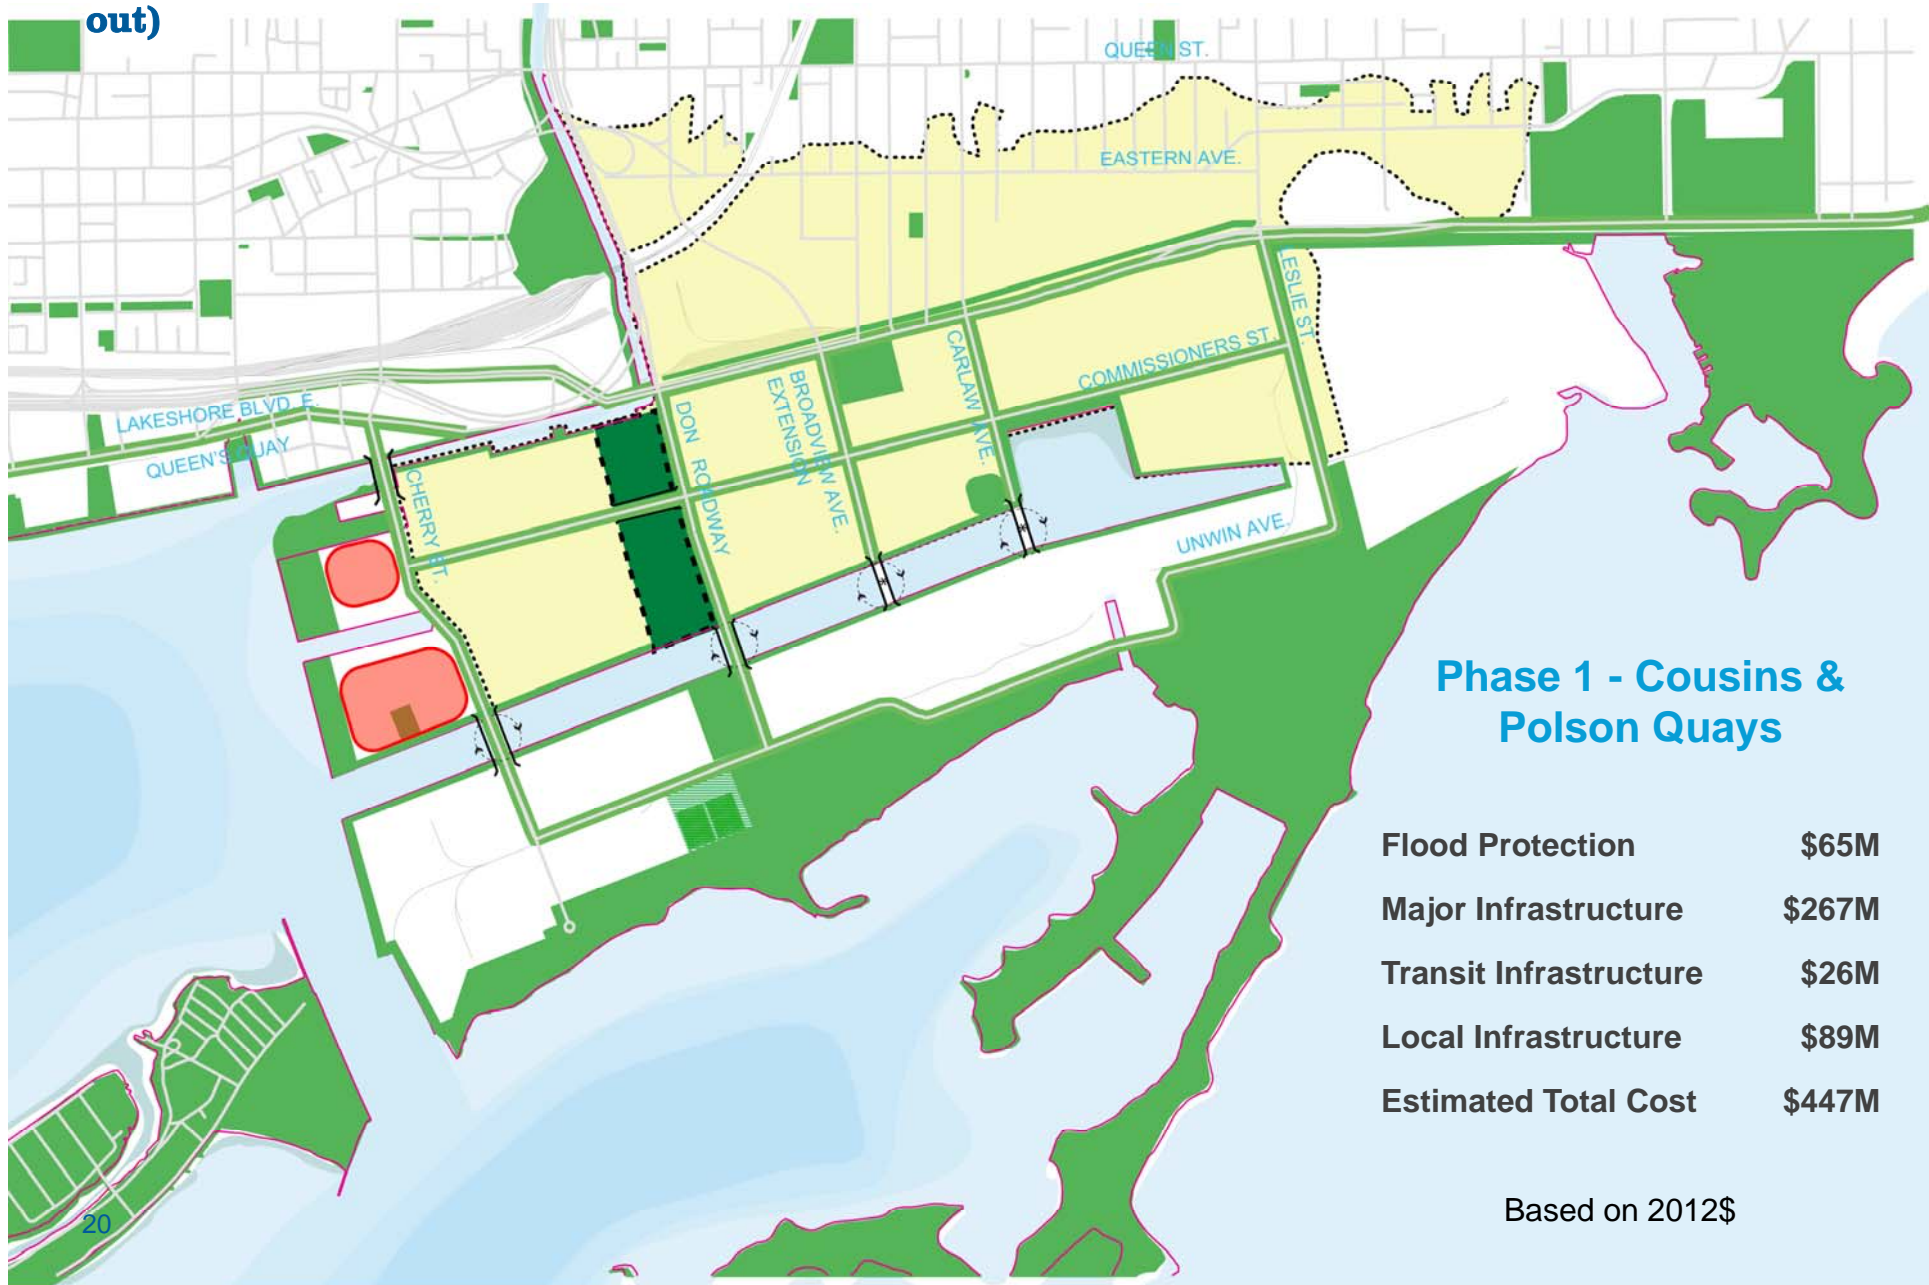 out)
QUEEN ST.
EASTERN AVE.
LESLIE ST.
CARLAW AVE.
COMMISSIONERS ST.
BROADVIEW AVE.
EXTENSION
DON ROADWAY
LAKESHORE BLVD. E.
QUEEN'S QUAY
CHERRY ST.
UNWIN AVE.
Phase 1 - Cousins &
Polson Quays
Flood Protection $65M
Major Infrastructure $267M
Transit Infrastructure $26M
Local Infrastructure $89M
Estimated Total Cost $447M
Based on 2012$
20